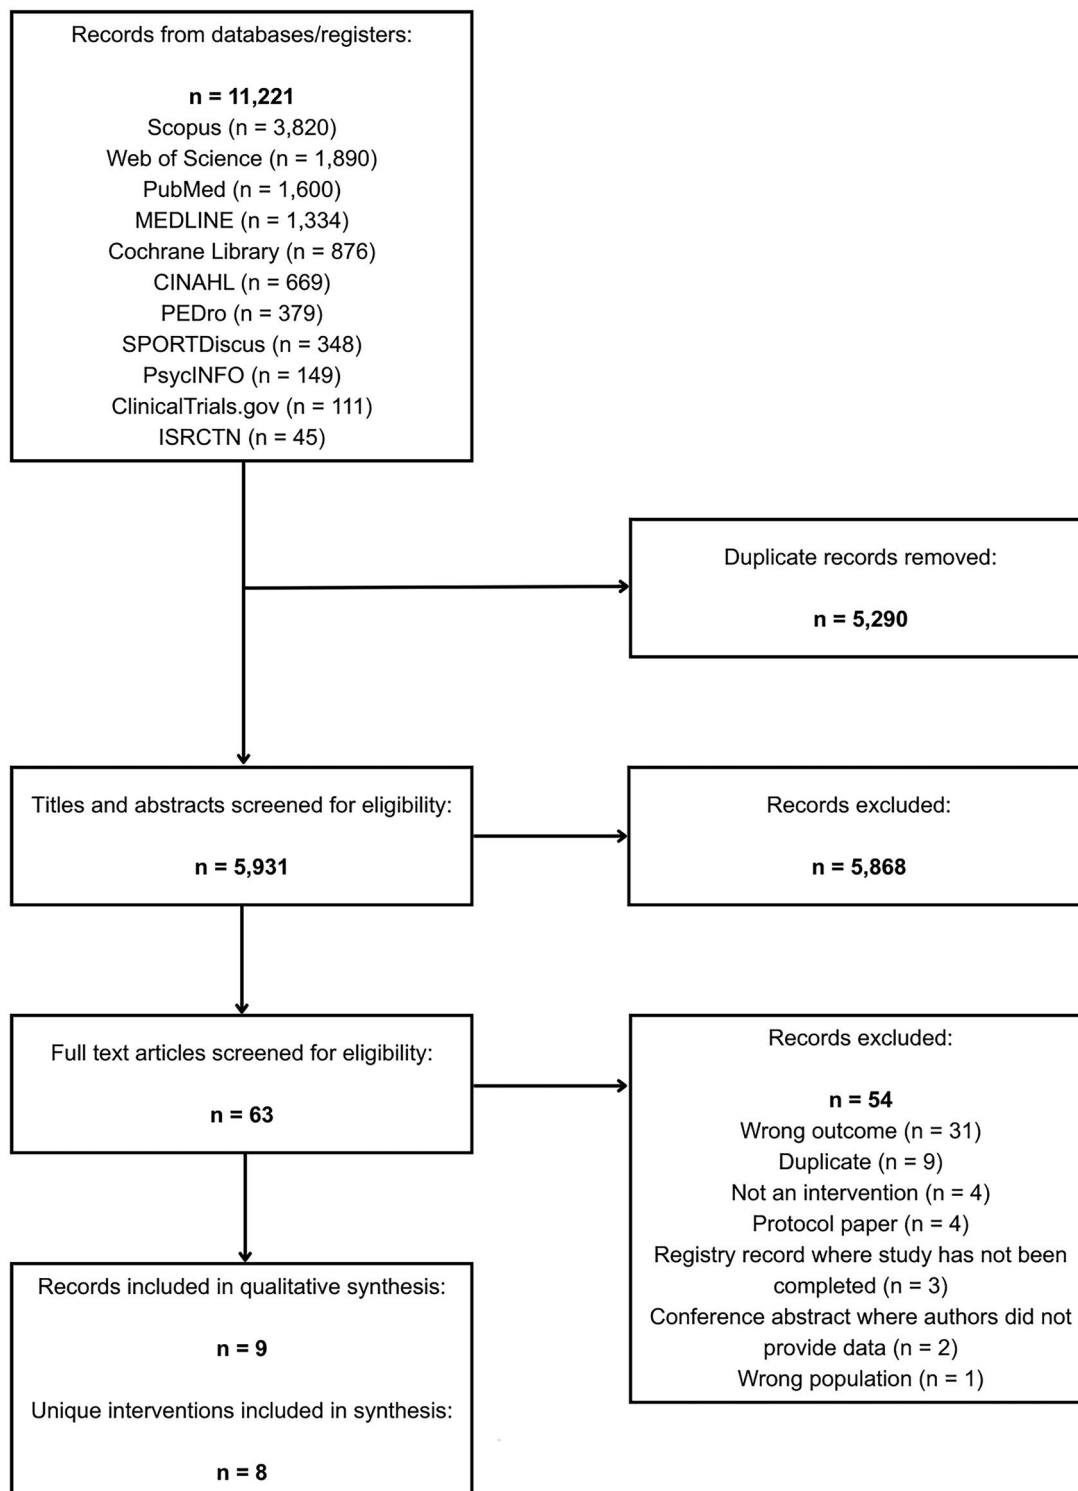 Records from databases/registers:
n = 11,221
Scopus (n = 3,820)
Web of Science (n = 1,890)
PubMed (n = 1,600)
MEDLINE (n = 1,334)
Cochrane Library (n = 876)
CINAHL (n = 669)
PEDro (n = 379)
SPORTDiscus (n = 348)
PsycINFO (n = 149)
ClinicalTrials.gov (n = 111)
ISRCTN (n = 45)
Duplicate records removed:
n = 5,290
Titles and abstracts screened for eligibility:
n = 5,931
Records excluded:
n = 5,868
Full text articles screened for eligibility:
n = 63
Records excluded:
n = 54
Wrong outcome (n = 31)
Duplicate (n = 9)
Not an intervention (n = 4)
Protocol paper (n = 4)
Registry record where study has not been
completed (n = 3)
Conference abstract where authors did not
provide data (n = 2)
Wrong population (n = 1)
Records included in qualitative synthesis:
n = 9
Unique interventions included in synthesis:
n = 8